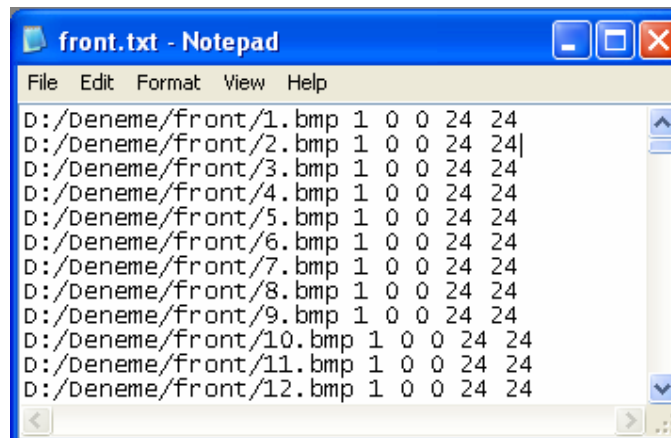 front.txt - Notepad
File Edit Format View Help
D:/Deneme/front/1.bmp 1 0 0 24 24
D:/Deneme/front/2.bmp 1 0 0 24 24
D:/Deneme/front/3.bmp 1 0 0 24 24
D:/Deneme/front/4.bmp 1 0 0 24 24
D:/Deneme/front/5.bmp 1 0 0 24 24
D:/Deneme/front/6.bmp 1 0 0 24 24
D:/Deneme/front/7.bmp 1 0 0 24 24
D:/Deneme/front/8.bmp 1 0 0 24 24
D:/Deneme/front/9.bmp 1 0 0 24 24
D:/Deneme/front/10.bmp 1 0 0 24 24
D:/Deneme/front/11.bmp 1 0 0 24 24
D:/Deneme/front/12.bmp 1 0 0 24 24